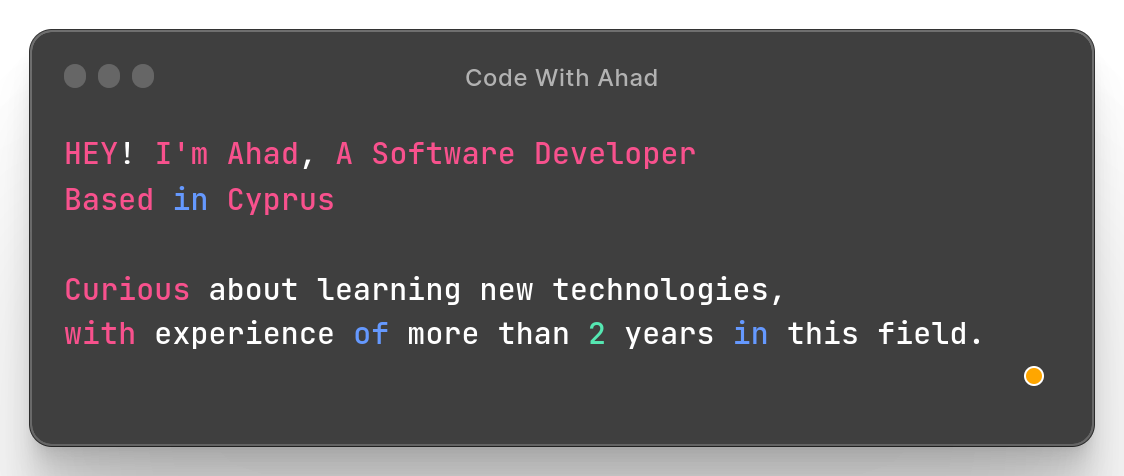 Code With Ahad
HEY! I'm Ahad, A Software Developer
Based in Cyprus
Curious about learning new technologies,
with experience of more than 2 years in this field.